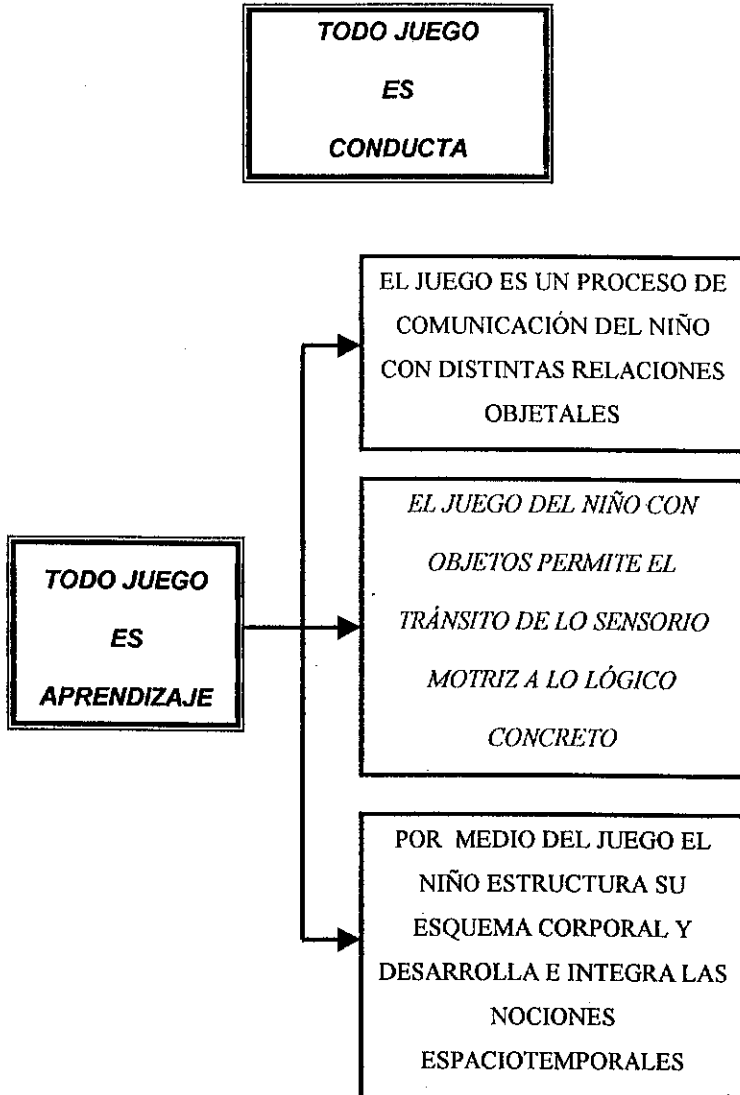 TODO JUEGO
ES
CONDUCTA
EL JUEGO ES UN PROCESO DE
COMUNICACIÓN DEL NIÑO
CON DISTINTAS RELACIONES
OBJETALES
TODO JUEGO
ES
APRENDIZAJE
EL JUEGO DEL NIÑO CON
OBJETOS PERMITE EL
TRÁNSITO DE LO SENSORIO
MOTRIZ A LO LÓGICO
CONCRETO
POR MEDIO DEL JUEGO EL
NIÑO ESTRUCTURA SU
ESQUEMA CORPORAL Y
DESARROLLA E INTEGRA LAS
NOCIONES
ESPACIOTEMPORALES